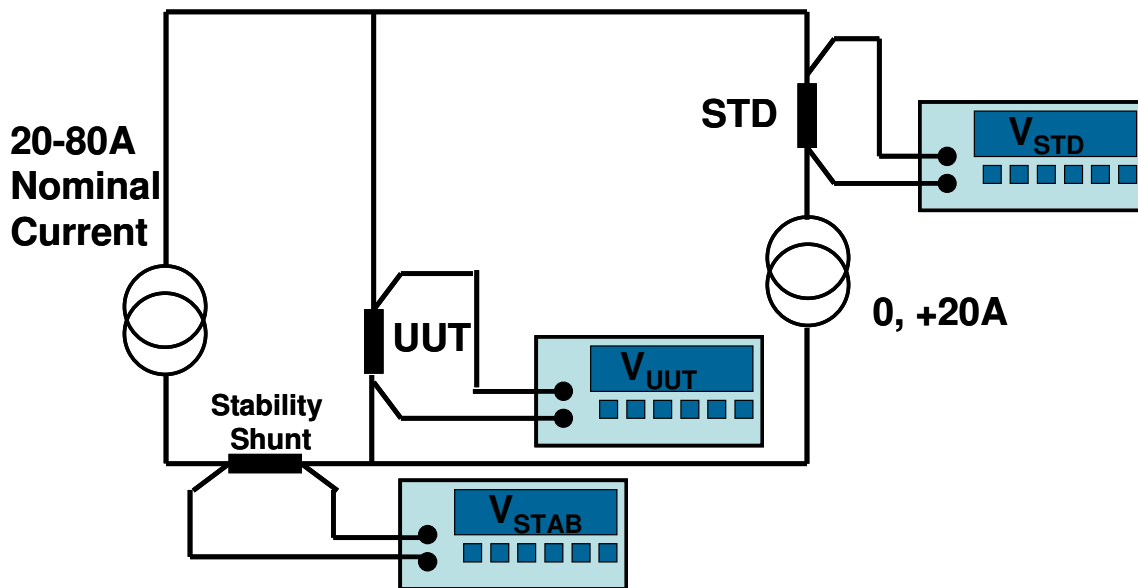 20-80A
Nominal
Current
STD
V_STD
UUT
V_UUT
0, +20A
Stability
Shunt
V_STAB